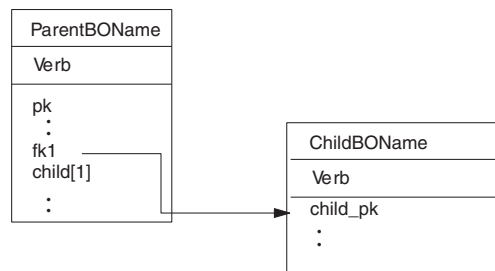 ParentBOName
Verb
pk
:
fk1
child[1]
:
ChildBOName
Verb
child_pk
: